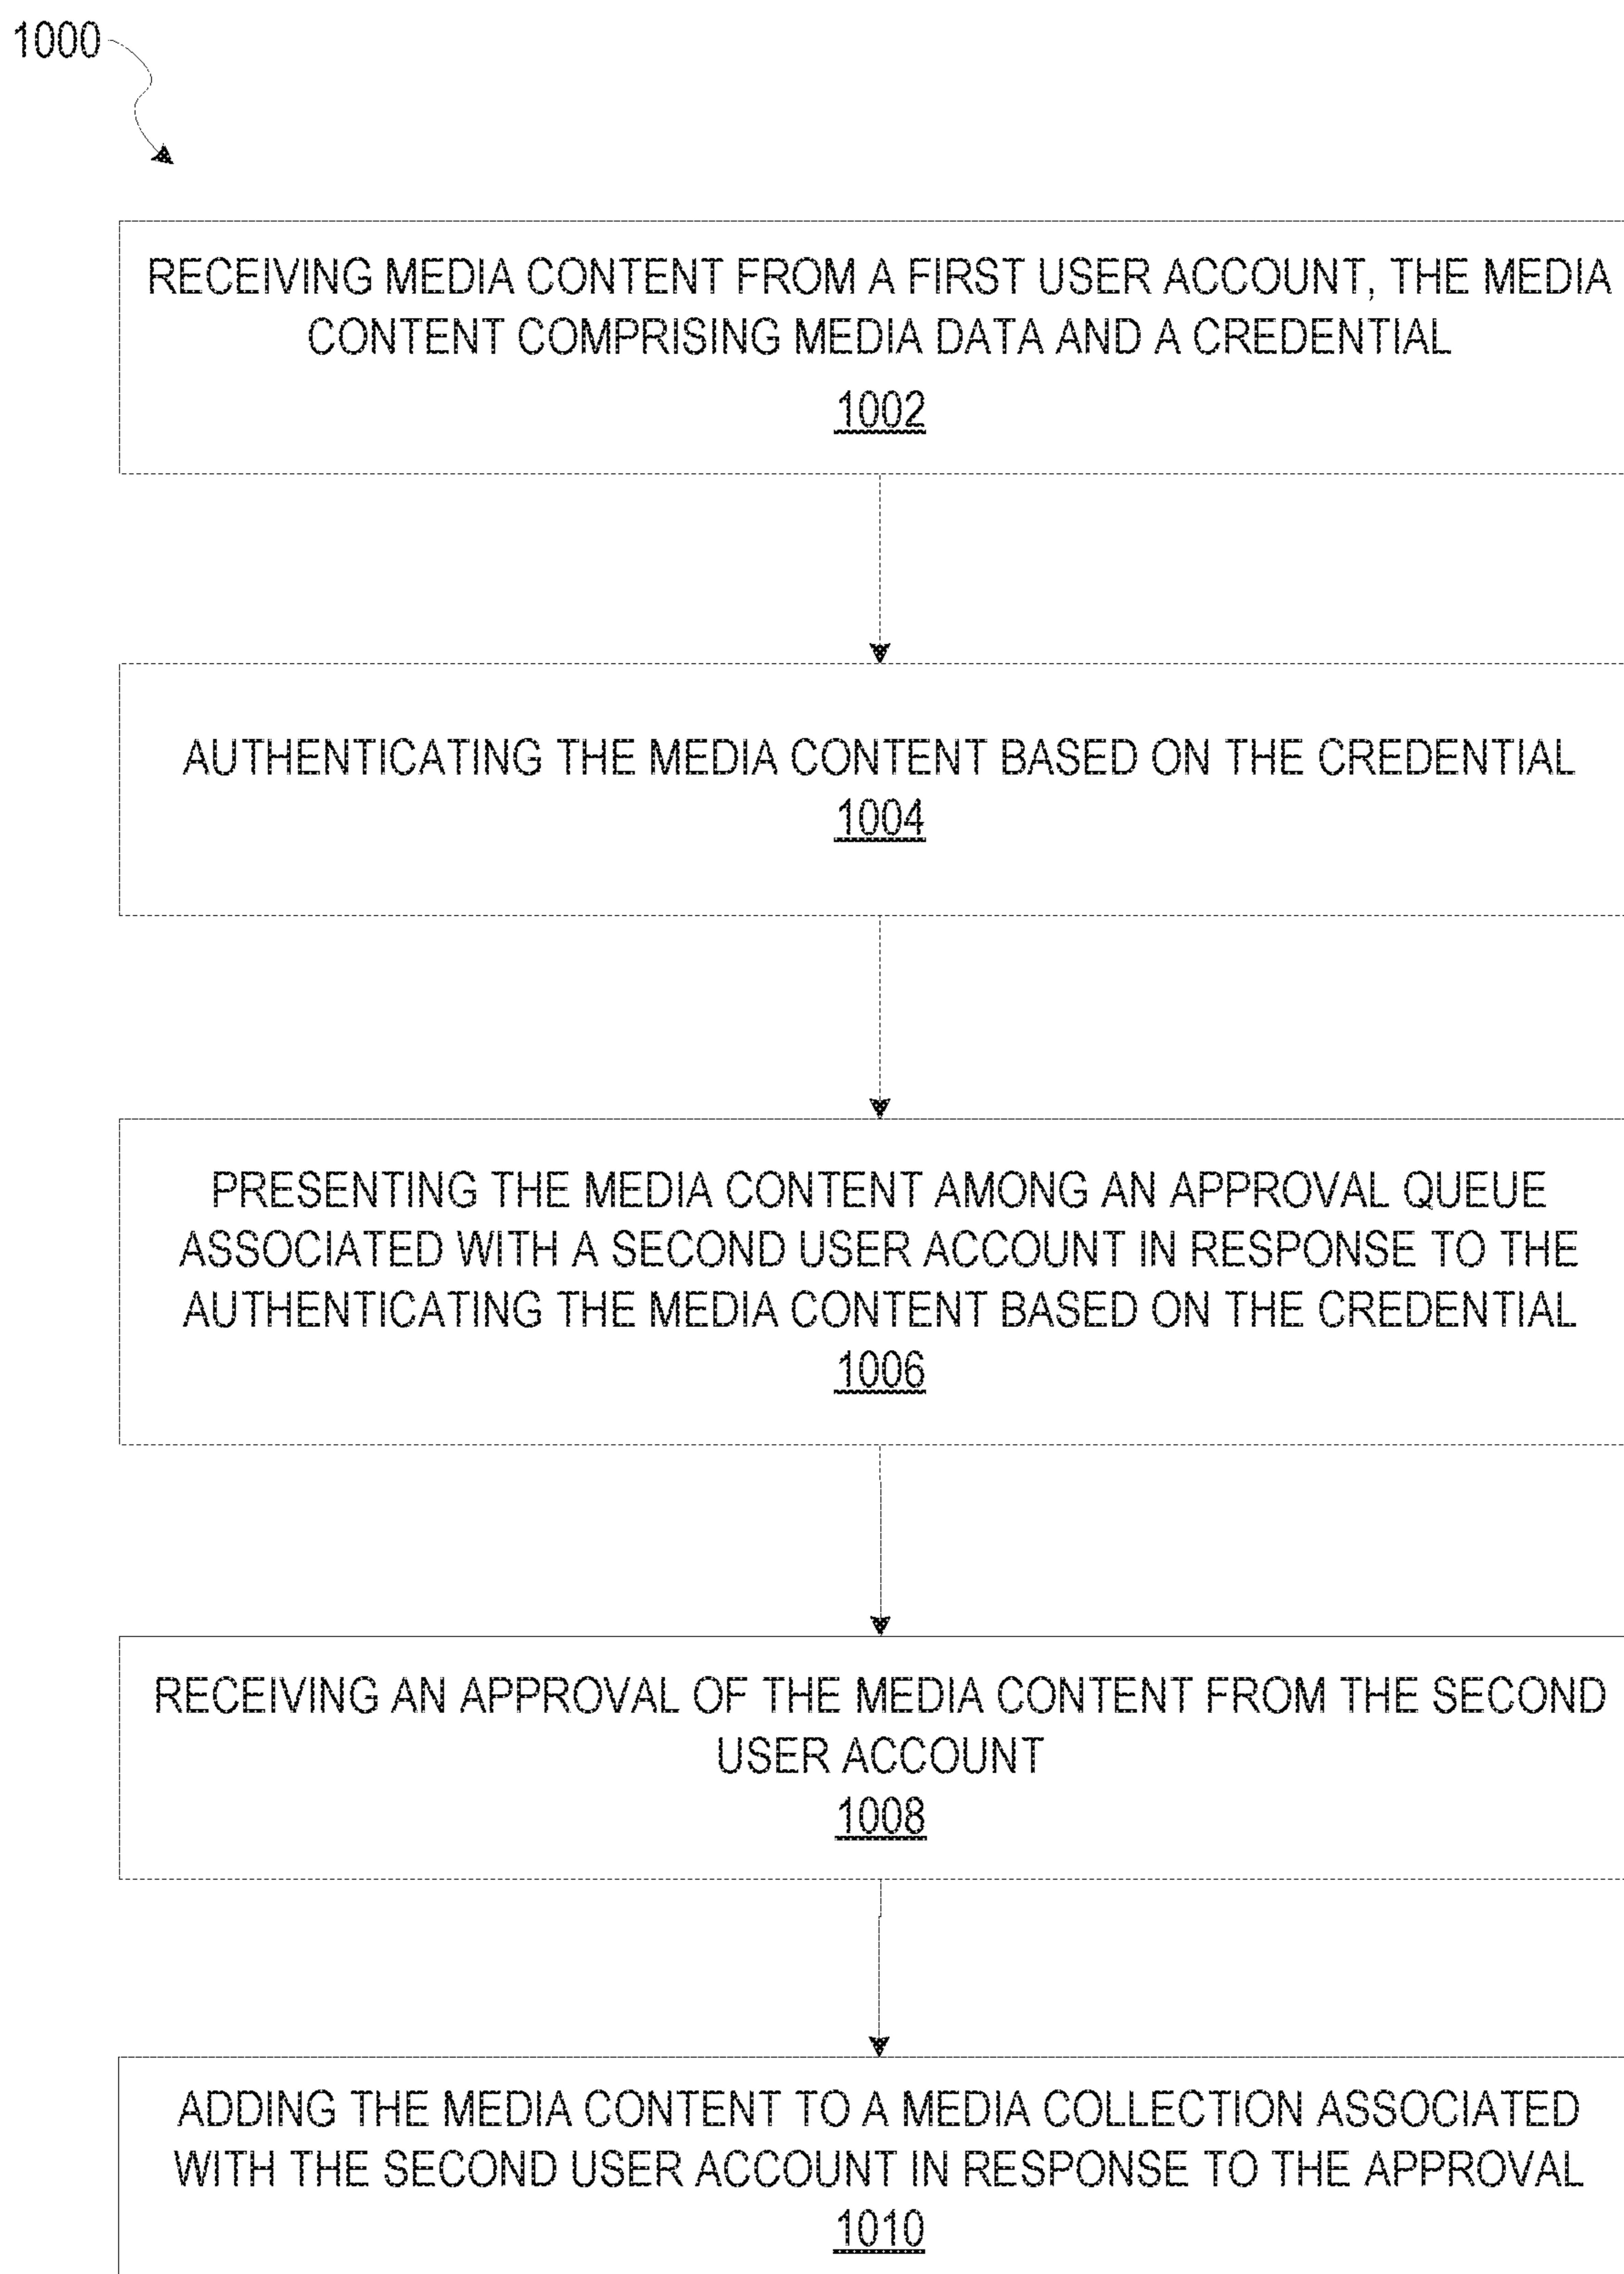 1000
RECEIVING MEDIA CONTENT FROM A FIRST USER ACCOUNT, THE MEDIA
CONTENT COMPRISING MEDIA DATA AND A CREDENTIAL
1002
AUTHENTICATING THE MEDIA CONTENT BASED ON THE CREDENTIAL
1004
PRESENTING THE MEDIA CONTENT AMONG AN APPROVAL QUEUE
ASSOCIATED WITH A SECOND USER ACCOUNT IN RESPONSE TO THE
AUTHENTICATING THE MEDIA CONTENT BASED ON THE CREDENTIAL
1006
RECEIVING AN APPROVAL OF THE MEDIA CONTENT FROM THE SECOND
USER ACCOUNT
1008
ADDING THE MEDIA CONTENT TO A MEDIA COLLECTION ASSOCIATED
WITH THE SECOND USER ACCOUNT IN RESPONSE TO THE APPROVAL
1010